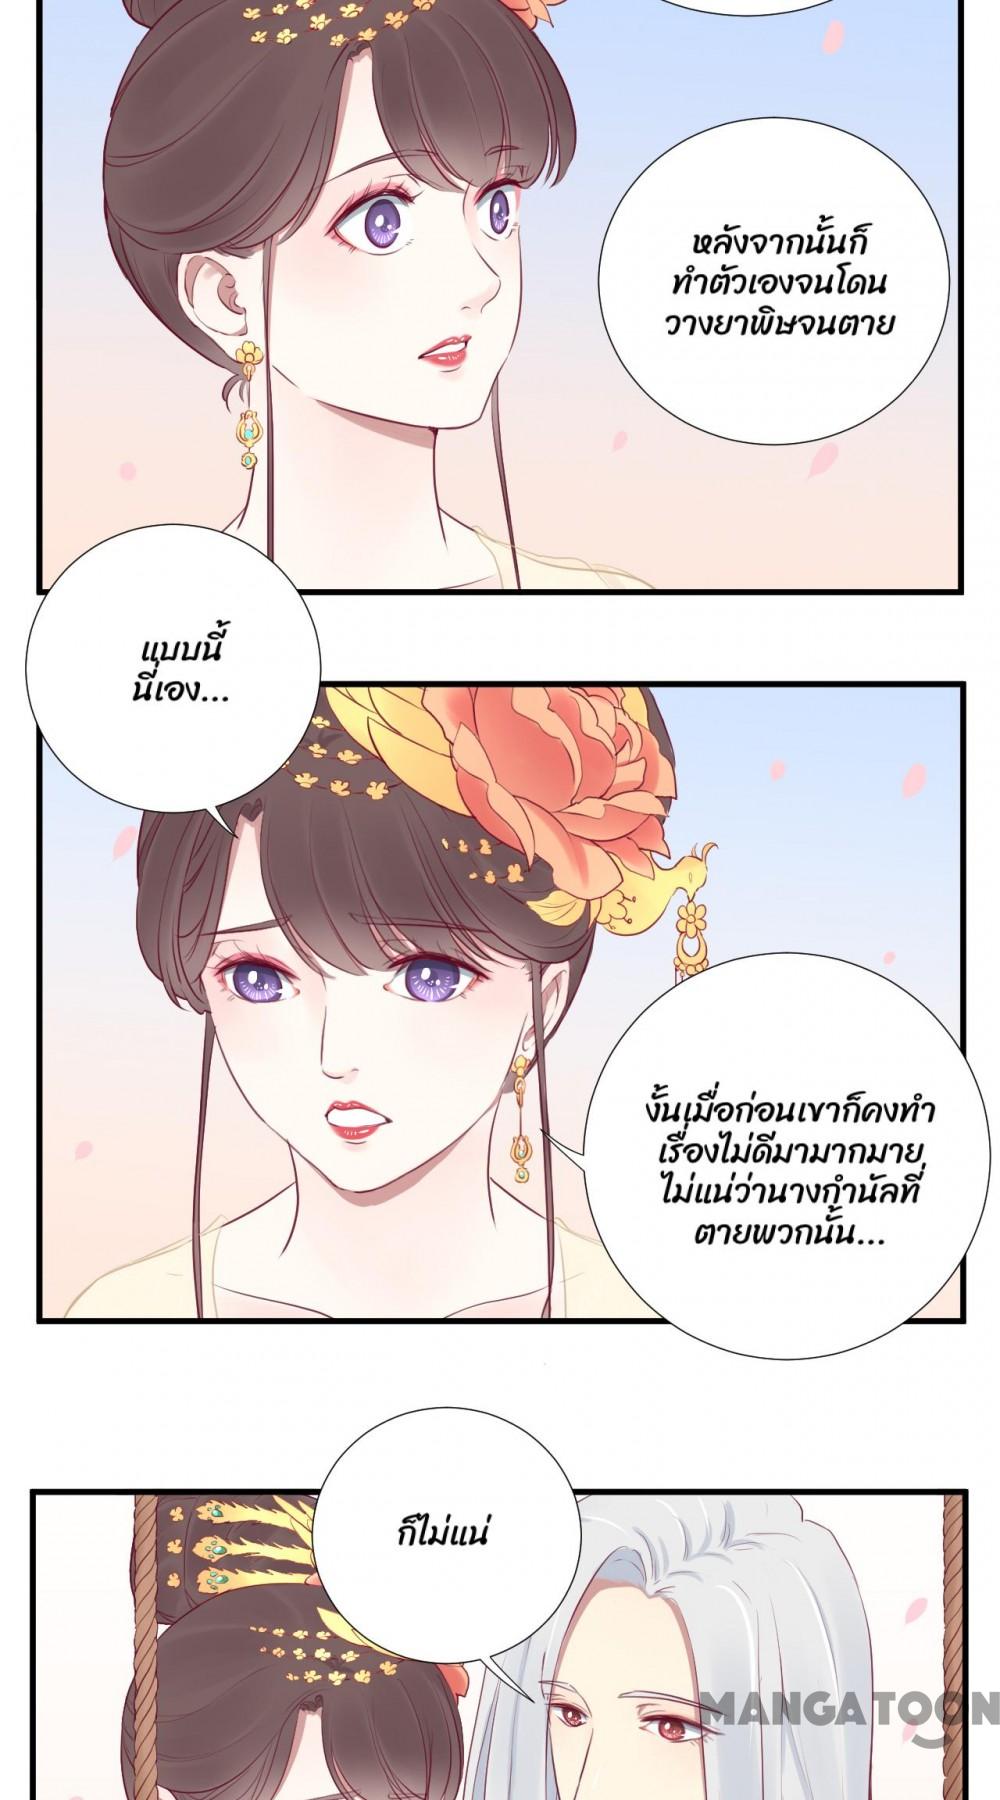 หลังจากนั้นก็
ทำตัวเองจนโดน
วางยาพิษจนตาย
แบบนี้
นี่เอง...
งั้นเมื่อก่อนเขาก็คงทำ
เรื่องไม่ดีมามากมาย
ไม่แน่ว่านางกำนัลที่
ตายพวกนั้น...
ก็ไม่แน่
MANGATOON